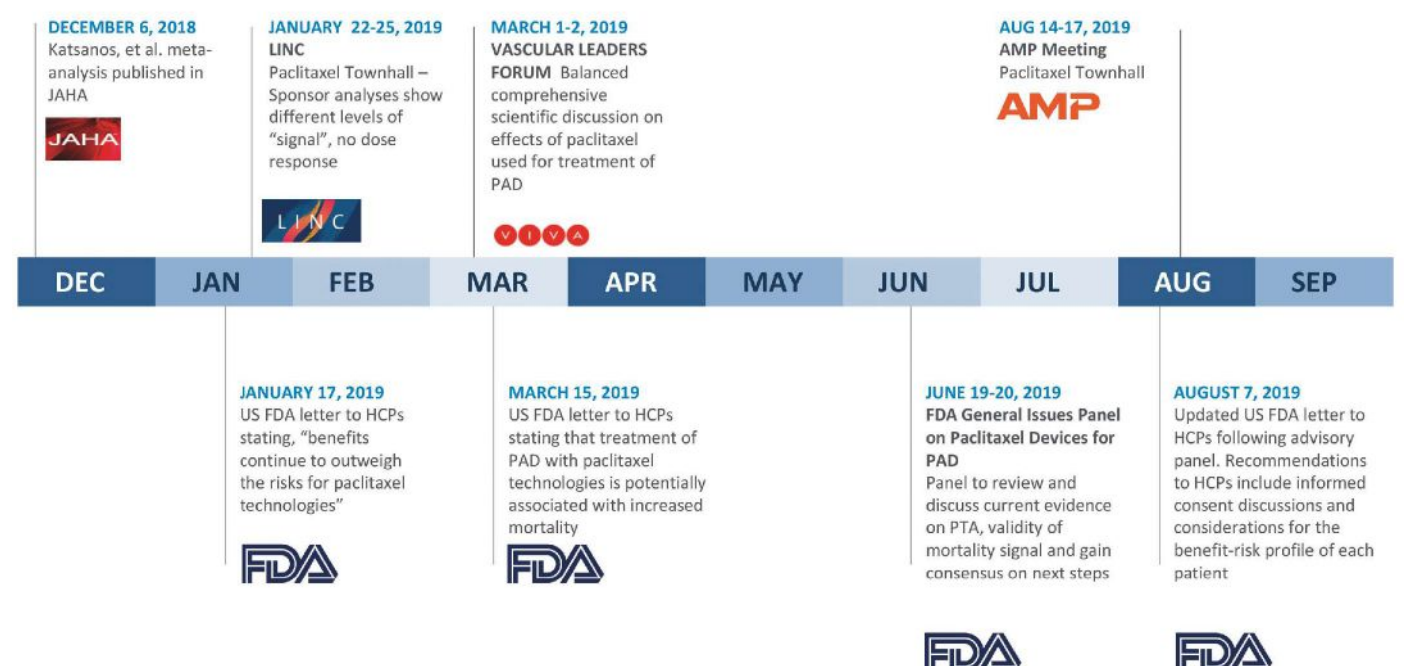 DECEMBER 6, 2018
Katsanos, et al. meta-
analysis published in
JAHA
JAHA
JANUARY 22-25, 2019
LINC
Paclitaxel Townhall –
Sponsor analyses show
different levels of
"signal", no dose
response
LINC
MARCH 1-2, 2019
VASCULAR LEADERS
FORUM Balanced
comprehensive
scientific discussion on
effects of paclitaxel
used for treatment of
PAD
VIVA
AUG 14-17, 2019
AMP Meeting
Paclitaxel Townhall
AMP
DEC JAN FEB MAR APR MAY JUN JUL AUG SEP
JANUARY 17, 2019
US FDA letter to HCPs
stating, "benefits
continue to outweigh
the risks for paclitaxel
technologies"
FDA
MARCH 15, 2019
US FDA letter to HCPs
stating that treatment of
PAD with paclitaxel
technologies is potentially
associated with increased
mortality
FDA
JUNE 19-20, 2019
FDA General Issues Panel
on Paclitaxel Devices for
PAD
Panel to review and
discuss current evidence
on PTA, validity of
mortality signal and gain
consensus on next steps
FDA
AUGUST 7, 2019
Updated US FDA letter to
HCPs following advisory
panel. Recommendations
to HCPs include informed
consent discussions and
considerations for the
benefit-risk profile of each
patient
FDA